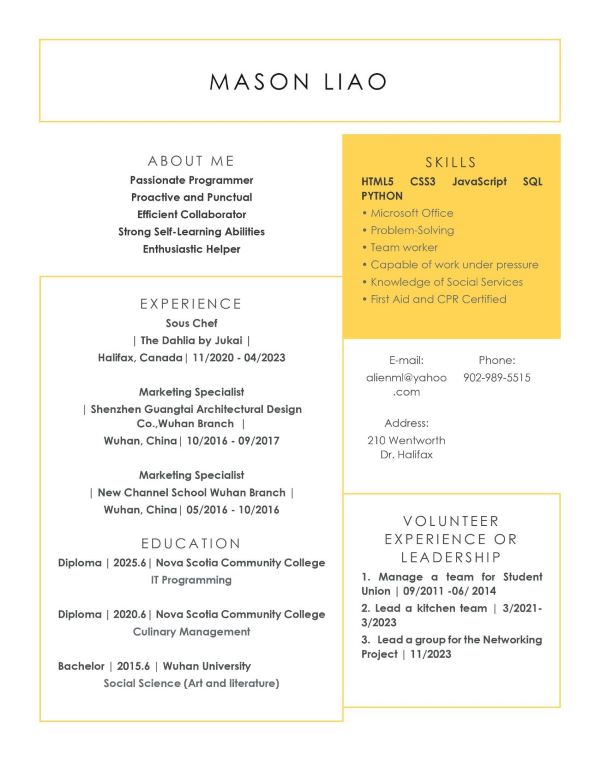 MASON LIAO
ABOUT ME
Passionate Programmer
Proactive and Punctual
Efficient Collaborator
Strong Self-Learning Abilities
Enthusiastic Helper
EXPERIENCE
Sous Chef
| The Dahlia by Jukai |
Halifax, Canada| 11/2020 - 04/2023
Marketing Specialist
| Shenzhen Guangtai Architectural Design
Co.,Wuhan Branch |
Wuhan, China| 10/2016 - 09/2017
Marketing Specialist
| New Channel School Wuhan Branch |
Wuhan, China| 05/2016 - 10/2016
EDUCATION
Diploma | 2025.6| Nova Scotia Community College
IT Programming
Diploma | 2020.6| Nova Scotia Community College
Culinary Management
Bachelor | 2015.6 | Wuhan University
Social Science (Art and literature)
SKILLS
HTML5 CSS3 JavaScript SQL
PYTHON
• Microsoft Office
• Problem-Solving
• Team worker
• Capable of work under pressure
• Knowledge of Social Services
• First Aid and CPR Certified
E-mail:
alienml@yahoo
.com
Phone:
902-989-5515
Address:
210 Wentworth
Dr. Halifax
VOLUNTEER
EXPERIENCE OR
LEADERSHIP
1. Manage a team for Student
Union | 09/2011 -06/ 2014
2. Lead a kitchen team | 3/2021-
3/2023
3. Lead a group for the Networking
Project | 11/2023